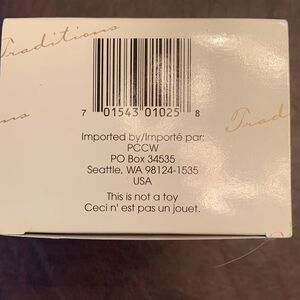 Traditions
7 01543 01025 8
Trad
Imported by/Importé par:
PCCW
PO Box 34535
Seattle, WA 98124-1535
USA
This is not a toy
Ceci n' est pas un jouet.